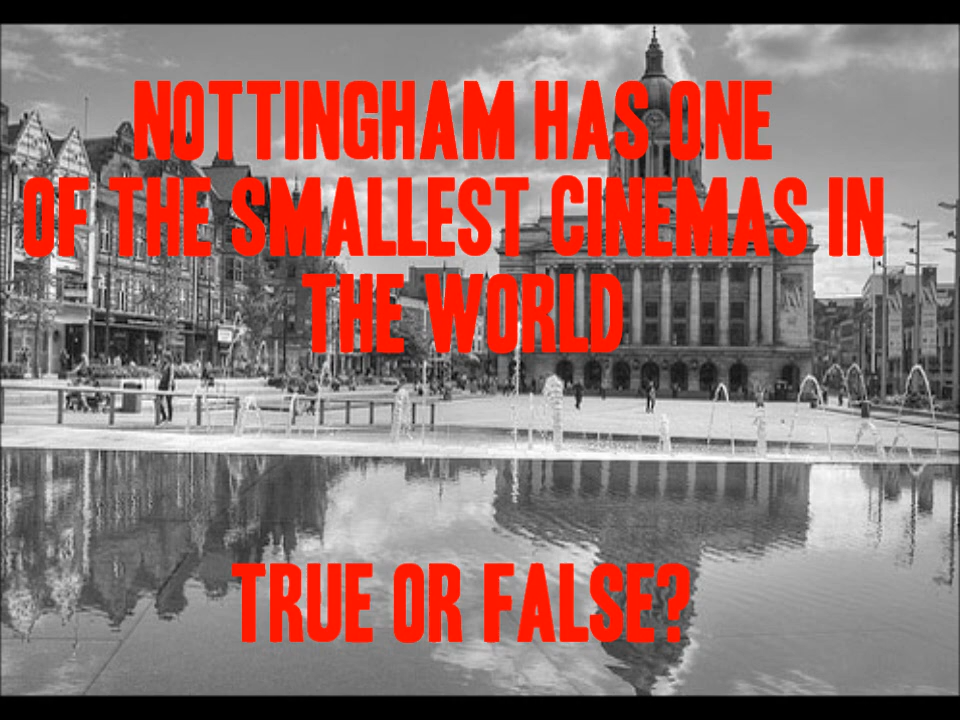 NOTTINGHAM HAS ONE
OF THE SMALLEST CINEMAS IN
THE WORLD
TRUE OR FALSE?